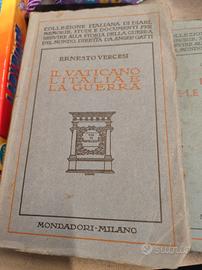 COLLEZIONE ITALIANA DI DIARI,
MEMORIE, STUDI E DOCUMENTI PER
SERVIRE ALLA STORIA DELLA GUERRA
DEL MONDO, DIRETTA DA ANGELO GATTI
ERNESTO VERCESI
IL VATICANO
L'ITALIA E
LA GUERRA
MONDADORI - MILANO